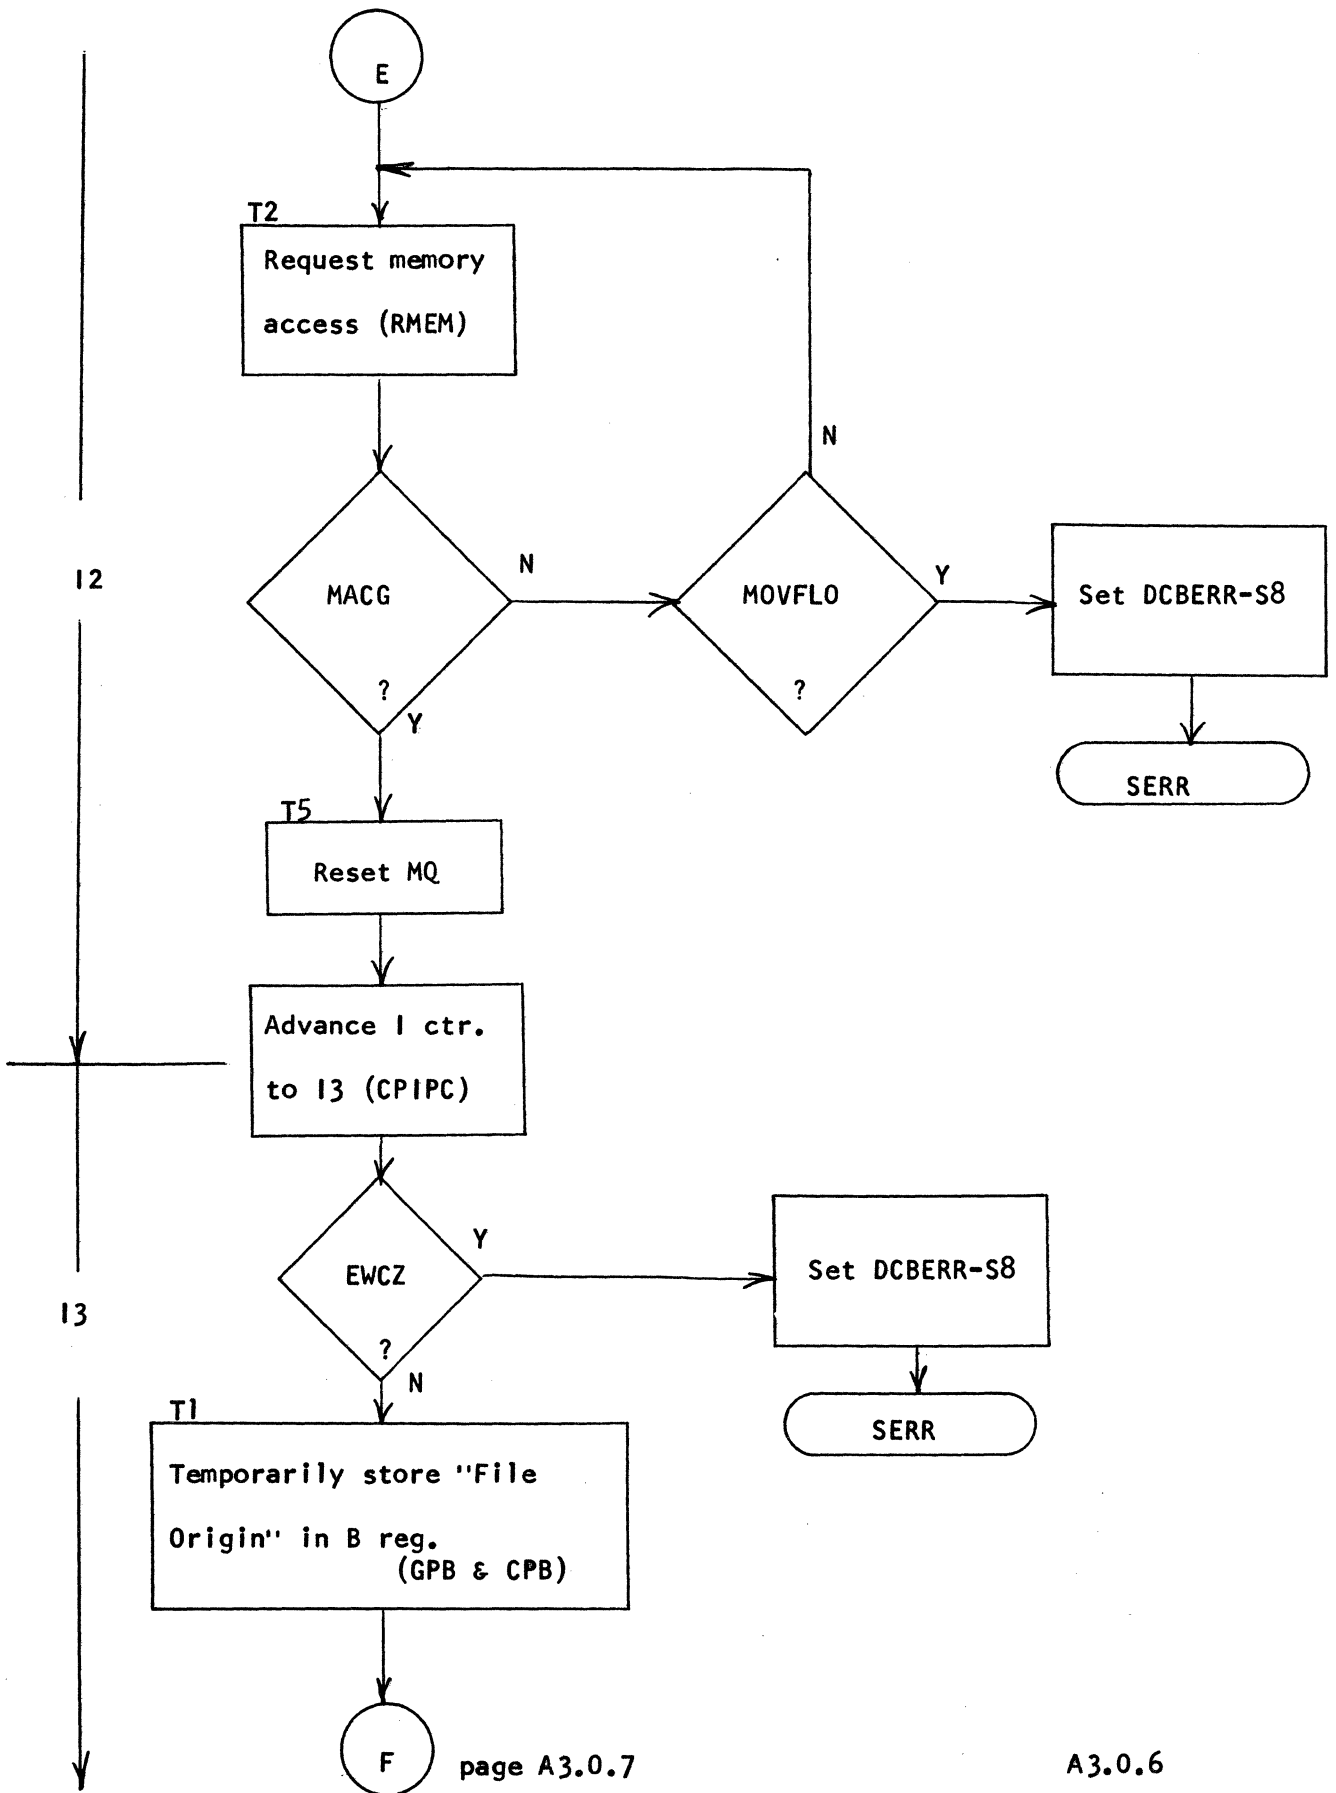 E
T2
Request memory
access (RMEM)
N
I2
MACG
?
Y
N
MOVFLO
?
Y
Set DCBERR-S8
SERR
T5
Reset MQ
Advance I ctr.
to I3 (CPIPC)
I3
EWCZ
?
Y
N
Set DCBERR-S8
SERR
T1
Temporarily store "File
Origin" in B reg.
(GPB & CPB)
F
page A3.0.7
A3.0.6